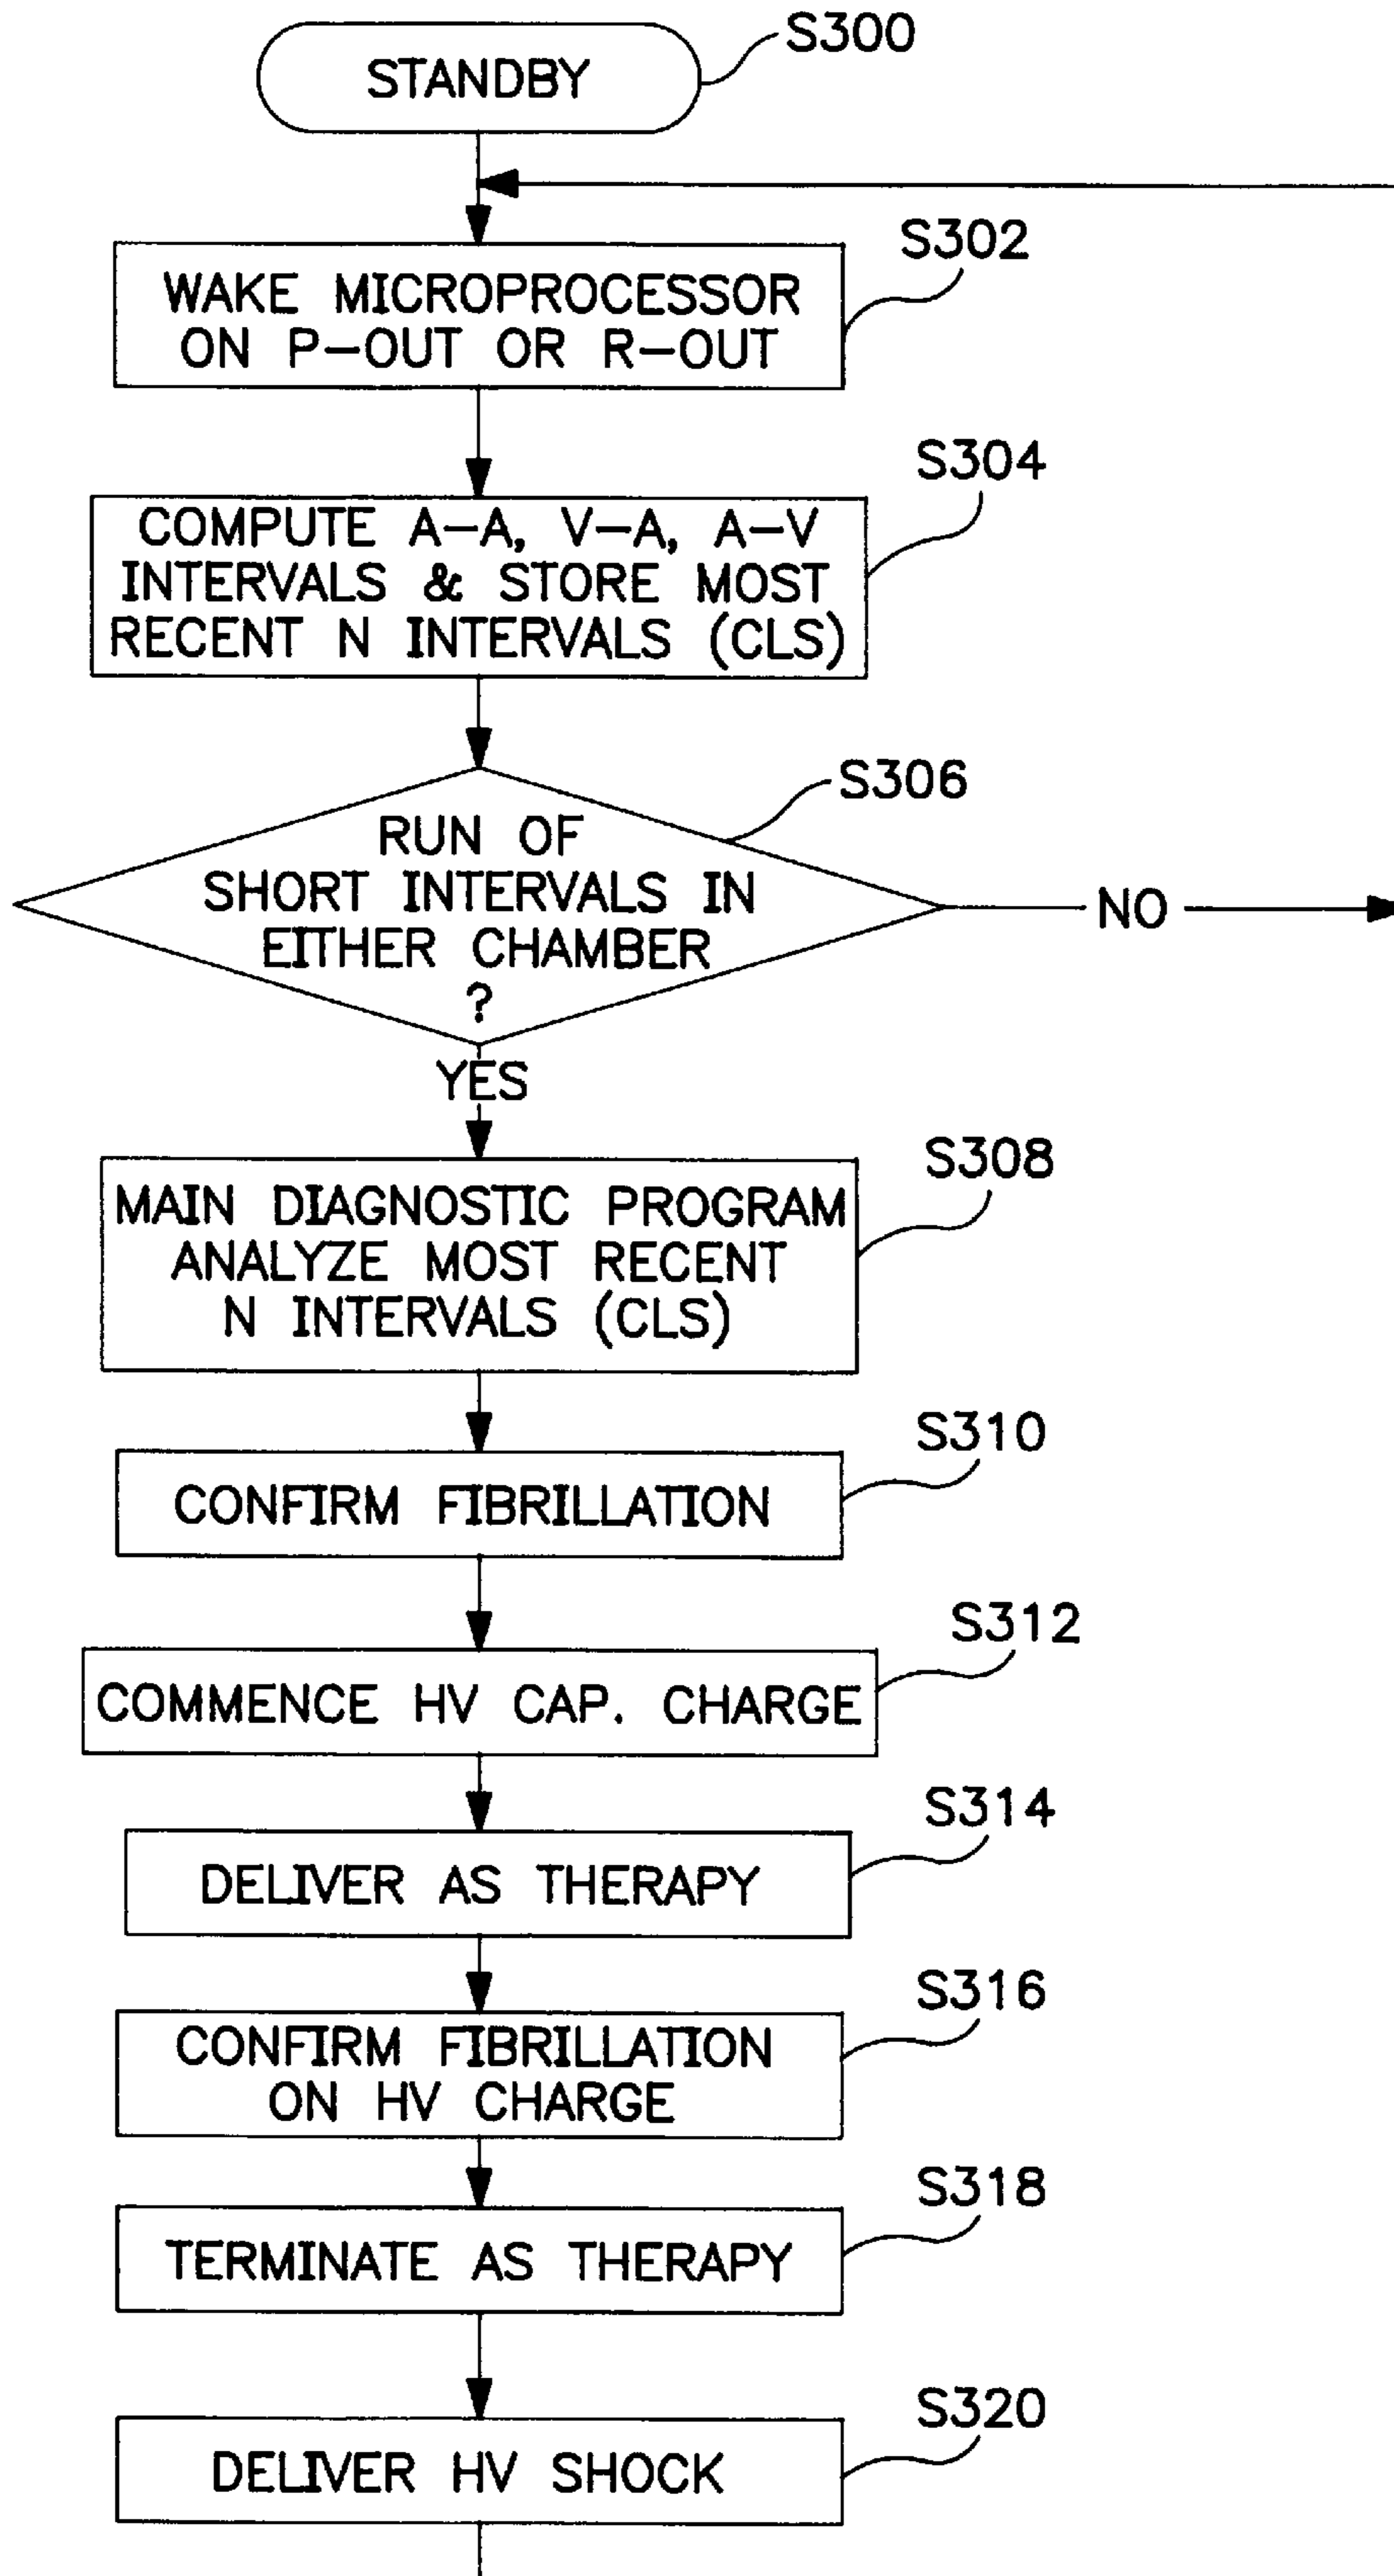 STANDBY
S300
S302
WAKE MICROPROCESSOR
ON P-OUT OR R-OUT
S304
COMPUTE A-A, V-A, A-V
INTERVALS & STORE MOST
RECENT N INTERVALS (CLS)
S306
RUN OF
SHORT INTERVALS IN
EITHER CHAMBER
?
NO
YES
S308
MAIN DIAGNOSTIC PROGRAM
ANALYZE MOST RECENT
N INTERVALS (CLS)
S310
CONFIRM FIBRILLATION
S312
COMMENCE HV CAP. CHARGE
S314
DELIVER AS THERAPY
S316
CONFIRM FIBRILLATION
ON HV CHARGE
S318
TERMINATE AS THERAPY
S320
DELIVER HV SHOCK